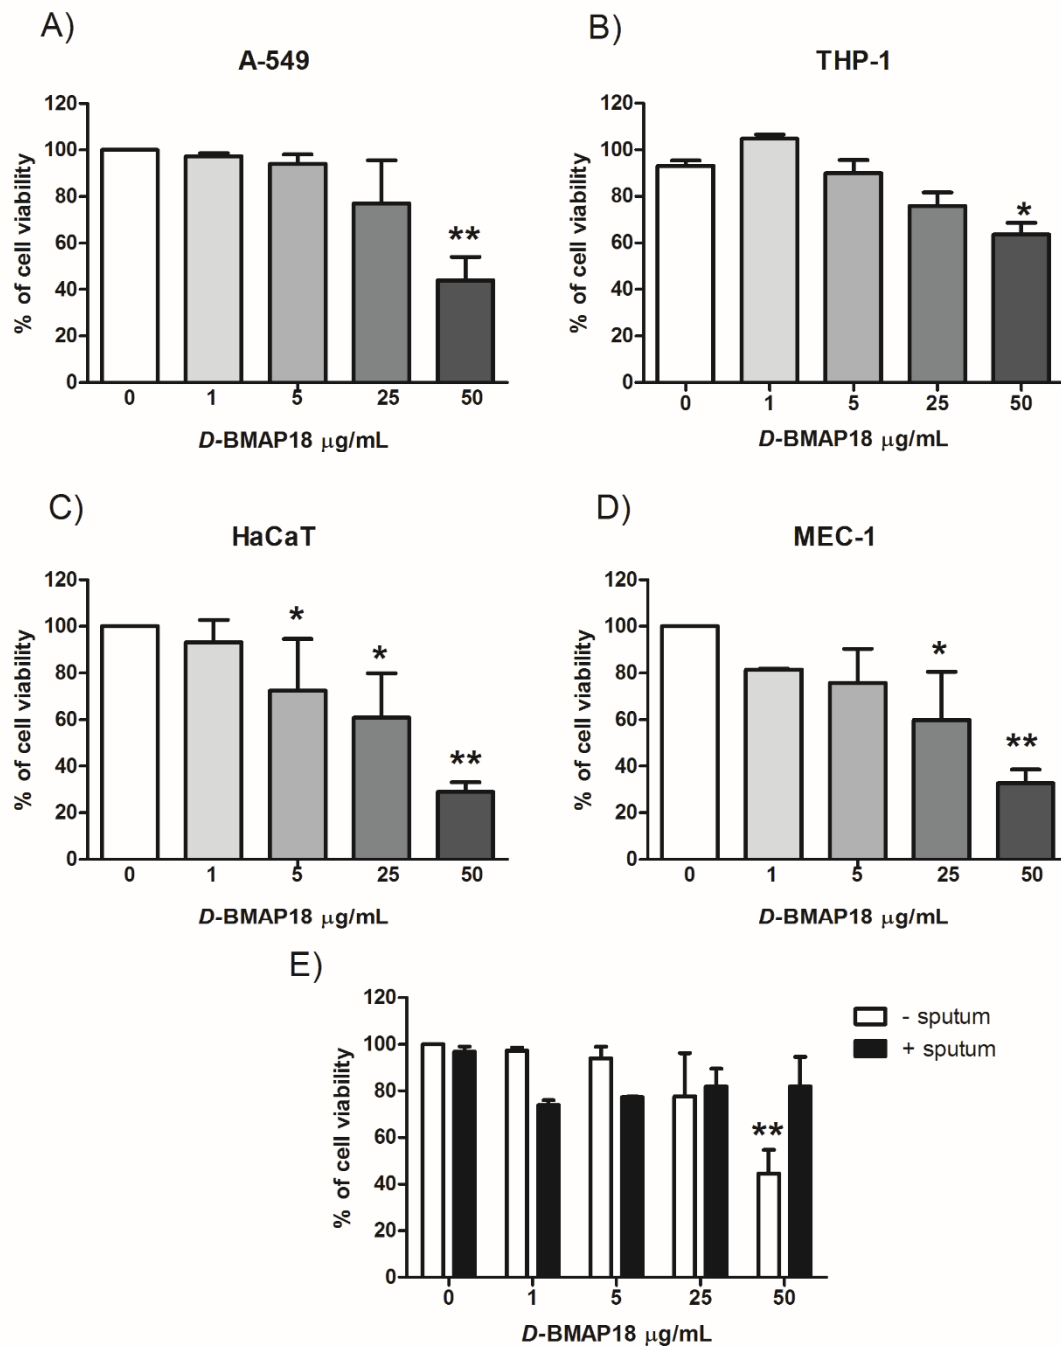 A)
A-549
120
100
80
60
40
20
0
% of cell viability
**
0 1 5 25 50
D-BMAP18 μg/mL
B)
THP-1
120
100
80
60
40
20
0
% of cell viability
*
0 1 5 25 50
D-BMAP18 μg/mL
C)
HaCaT
120
100
80
60
40
20
0
% of cell viability
* * **
0 1 5 25 50
D-BMAP18 μg/mL
D)
MEC-1
120
100
80
60
40
20
0
% of cell viability
* **
0 1 5 25 50
D-BMAP18 μg/mL
E)
120
100
80
60
40
20
0
% of cell viability
**
- sputum
+ sputum
0 1 5 25 50
D-BMAP18 μg/mL